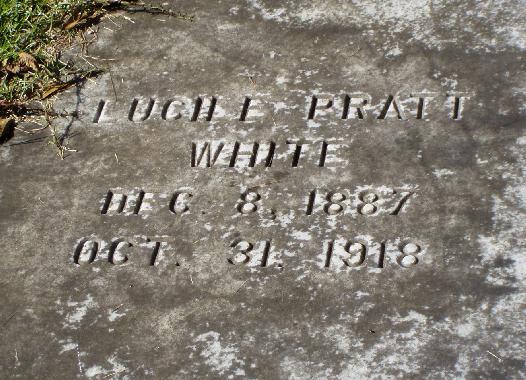 LUCILE PRATT
WHITE
DEC. 8, 1887
OCT. 31, 1918